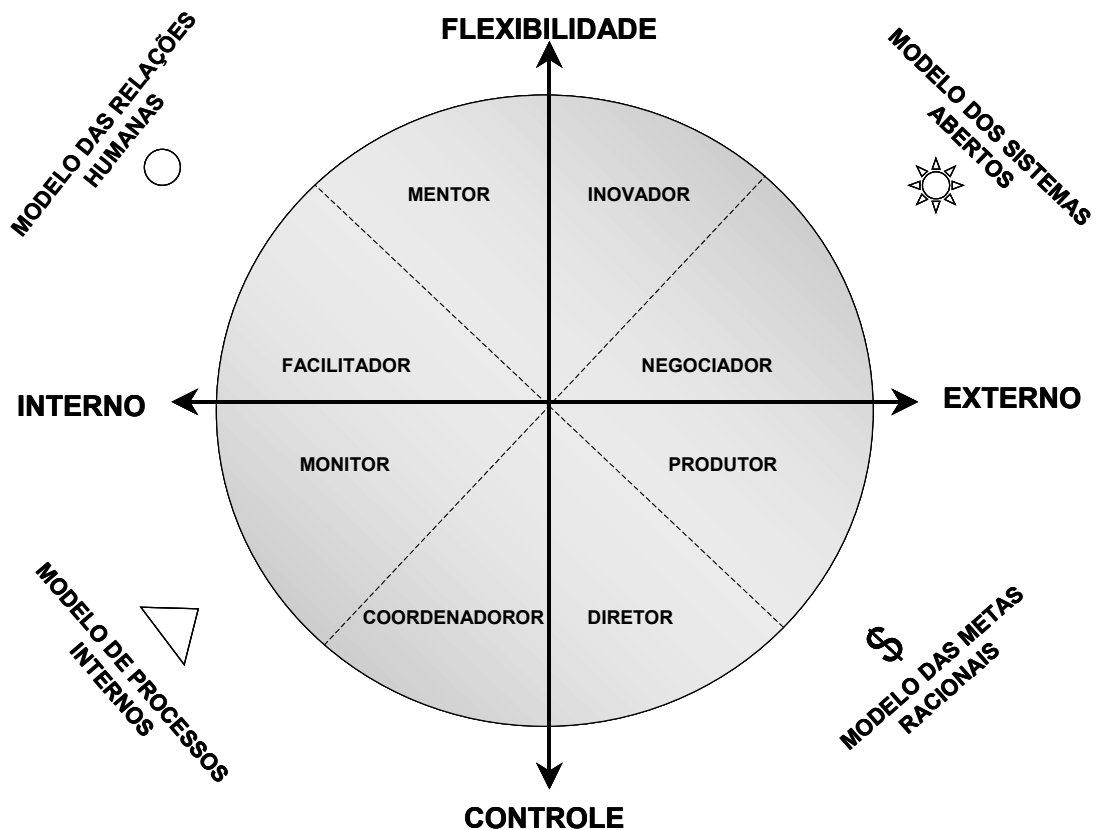 FLEXIBILIDADE
MODELO DAS RELAÇÕES
HUMANAS
MODELO DOS SISTEMAS
ABERTOS
MENTOR
INOVADOR
FACILITADOR
NEGOCIADOR
INTERNO
EXTERNO
MONITOR
PRODUTOR
COORDENADOROR
DIRETOR
MODELO DE PROCESSOS
INTERNOS
$
MODELO DAS METAS
RACIONAIS
CONTROLE